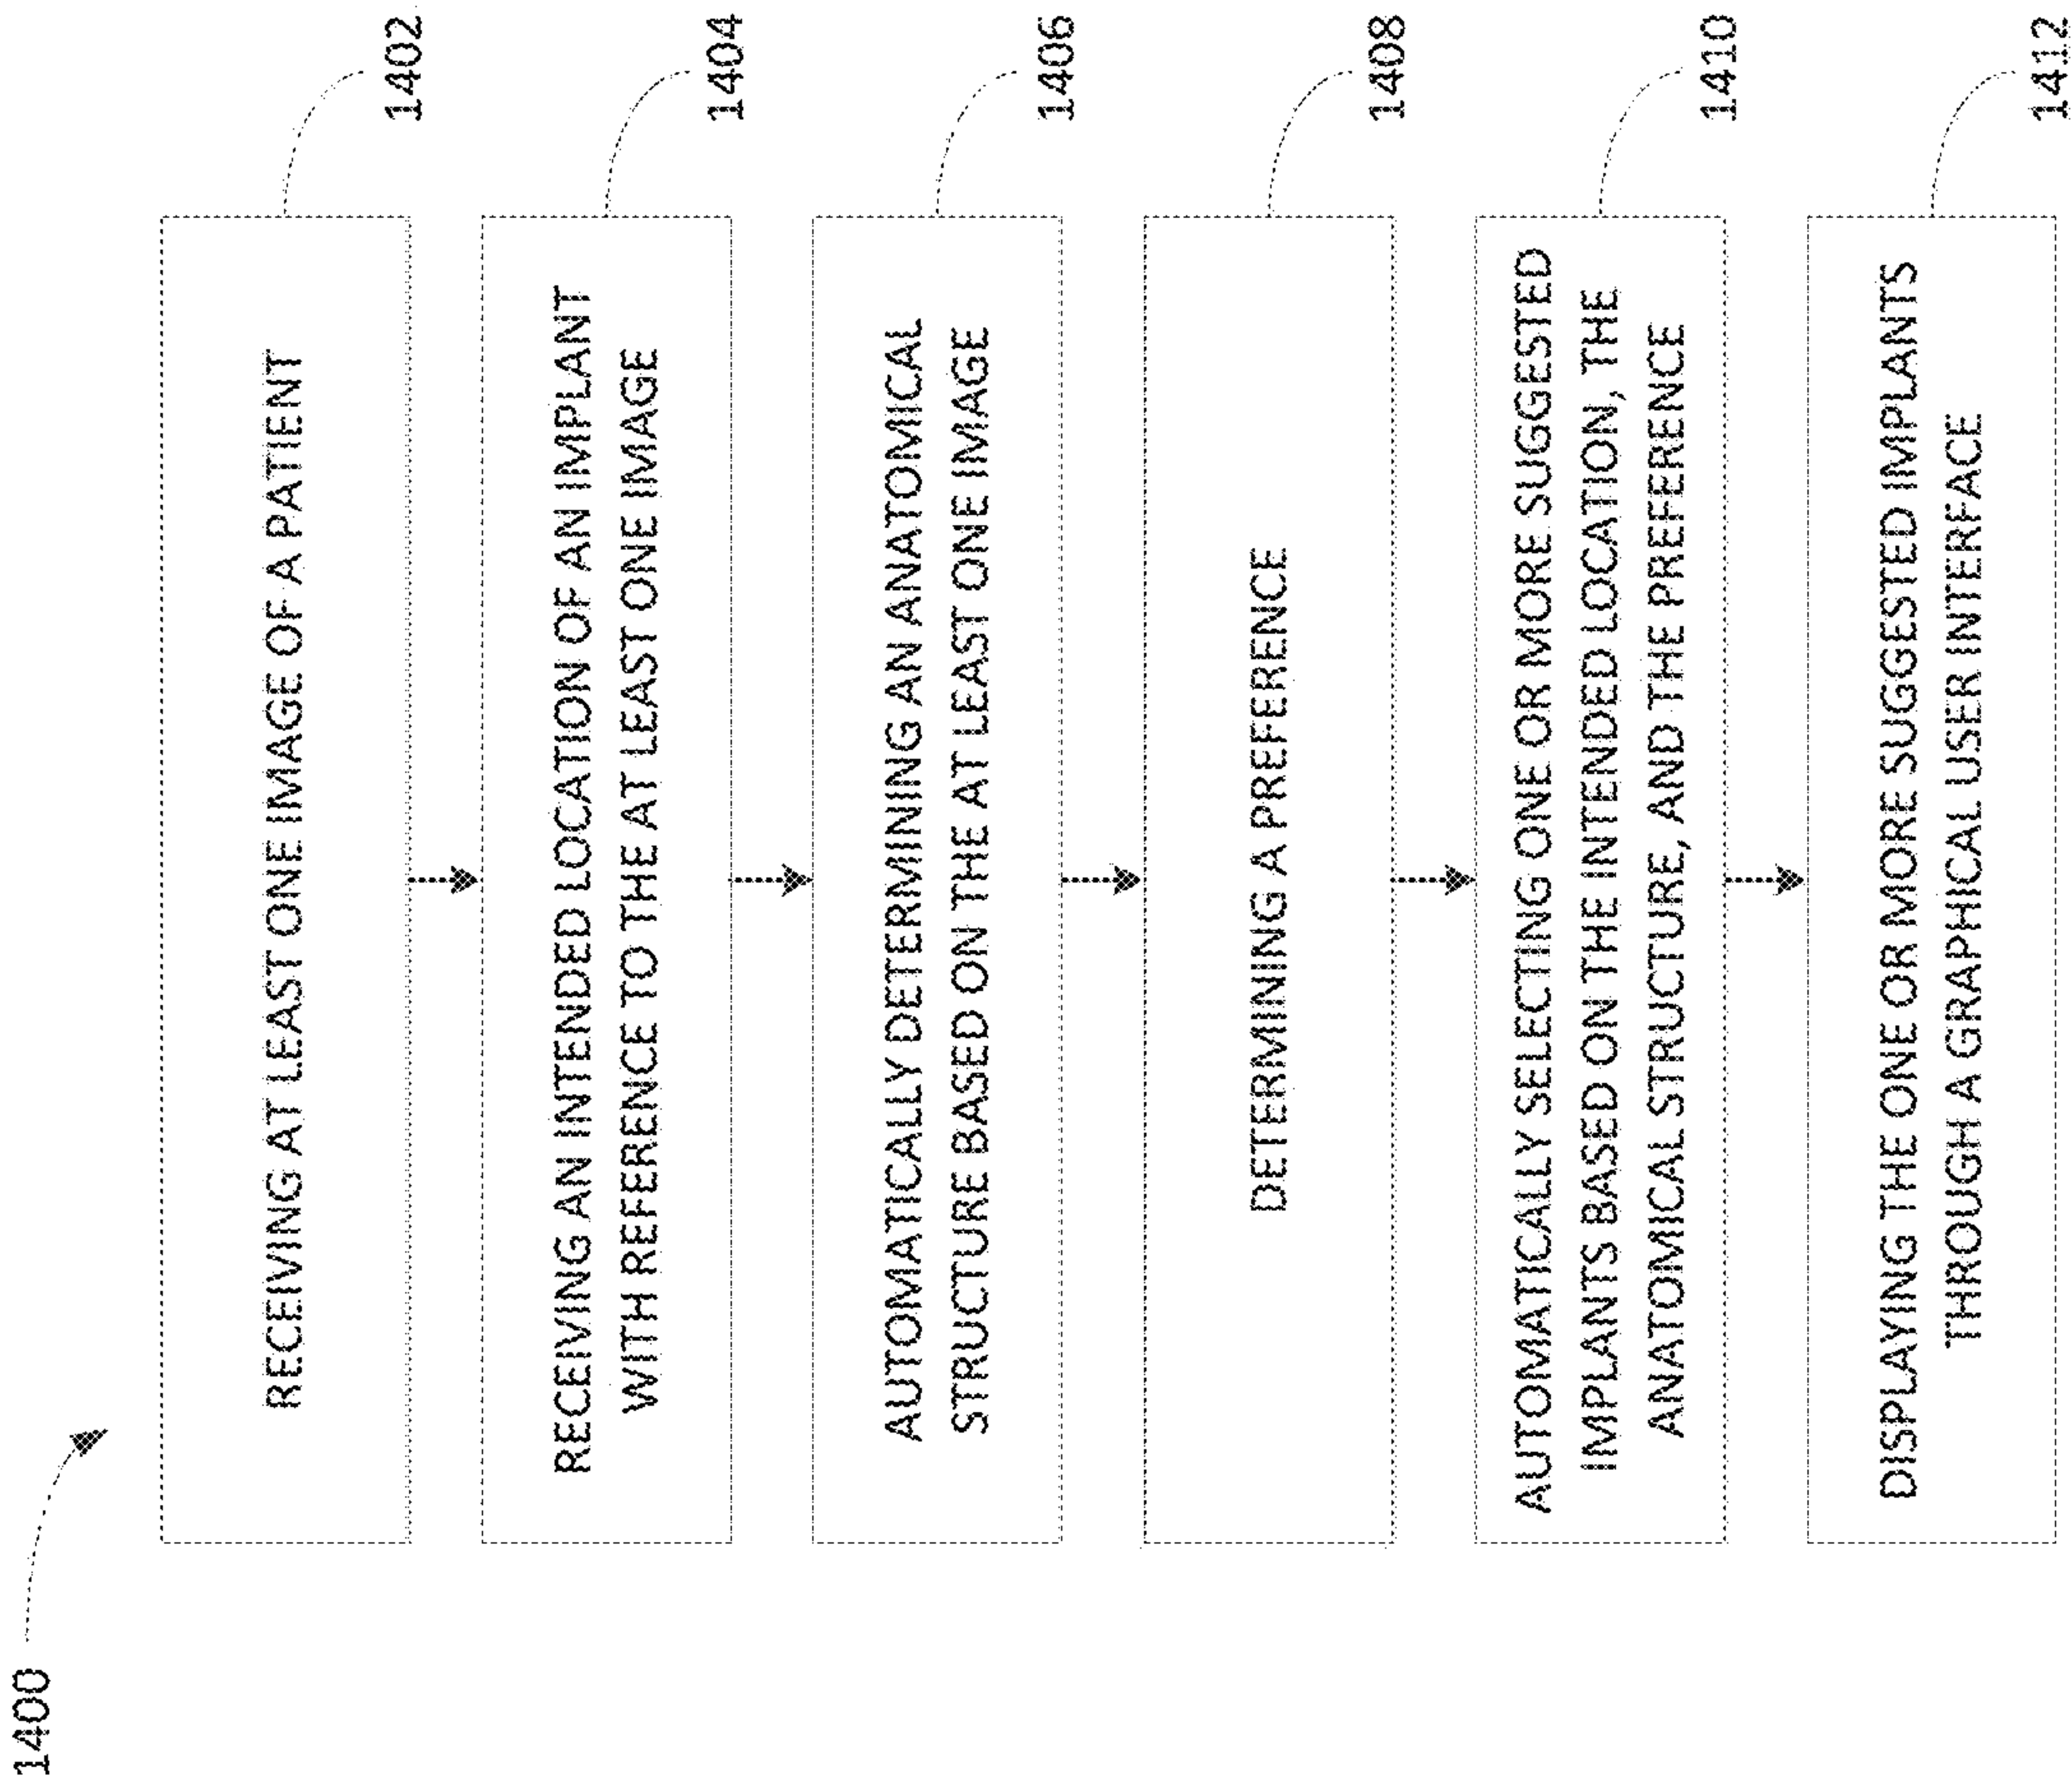 1400
RECEIVING AT LEAST ONE IMAGE OF A PATIENT
1402
RECEIVING AN INTENDED LOCATION OF AN IMPLANT
WITH REFERENCE TO THE AT LEAST ONE IMAGE
1404
AUTOMATICALLY DETERMINING AN ANATOMICAL
STRUCTURE BASED ON THE AT LEAST ONE IMAGE
1406
DETERMINING A PREFERENCE
1408
AUTOMATICALLY SELECTING ONE OR MORE SUGGESTED
IMPLANTS BASED ON THE INTENDED LOCATION, THE
ANATOMICAL STRUCTURE, AND THE PREFERENCE
1410
DISPLAYING THE ONE OR MORE SUGGESTED IMPLANTS
THROUGH A GRAPHICAL USER INTERFACE
1412